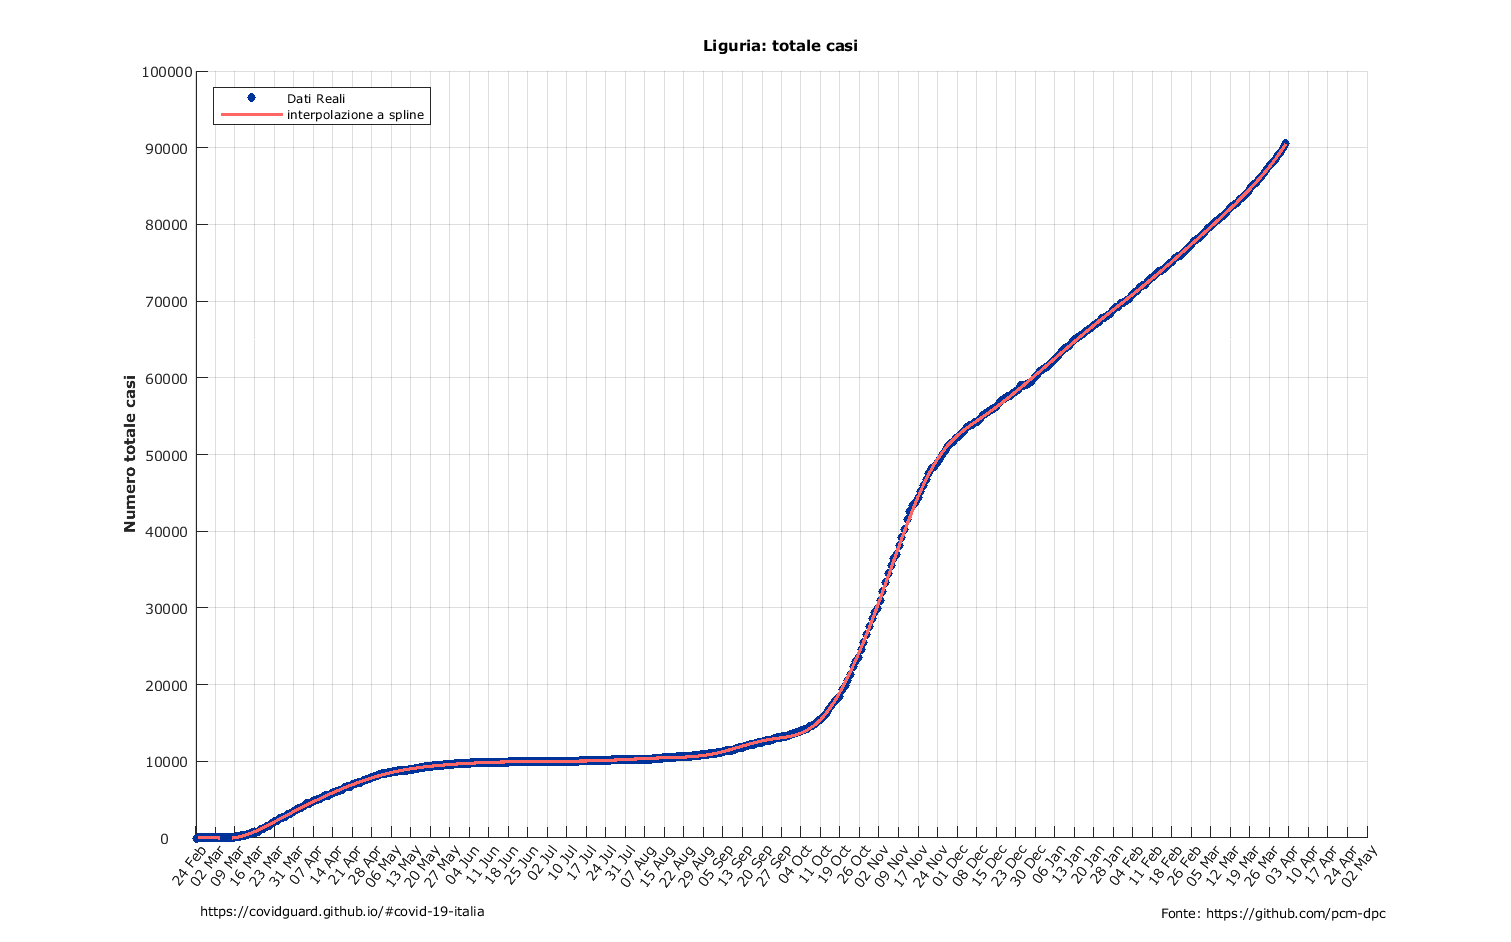 Liguria: totale casi
Dati Reali
interpolazione a spline
Numero totale casi
100000
90000
80000
70000
60000
50000
40000
30000
20000
10000
0
24 Feb
02 Mar
09 Mar
16 Mar
23 Mar
31 Mar
07 Apr
14 Apr
21 Apr
28 Apr
06 May
13 May
20 May
27 May
04 Jun
11 Jun
18 Jun
25 Jun
02 Jul
10 Jul
17 Jul
24 Jul
31 Jul
07 Aug
15 Aug
22 Aug
29 Aug
05 Sep
13 Sep
20 Sep
27 Sep
04 Oct
11 Oct
19 Oct
26 Oct
02 Nov
09 Nov
17 Nov
24 Nov
01 Dec
08 Dec
15 Dec
23 Dec
30 Dec
06 Jan
13 Jan
20 Jan
28 Jan
04 Feb
11 Feb
18 Feb
26 Feb
05 Mar
12 Mar
19 Mar
26 Mar
03 Apr
10 Apr
17 Apr
24 Apr
02 May
https://covidguard.github.io/#covid-19-italia
Fonte: https://github.com/pcm-dpc